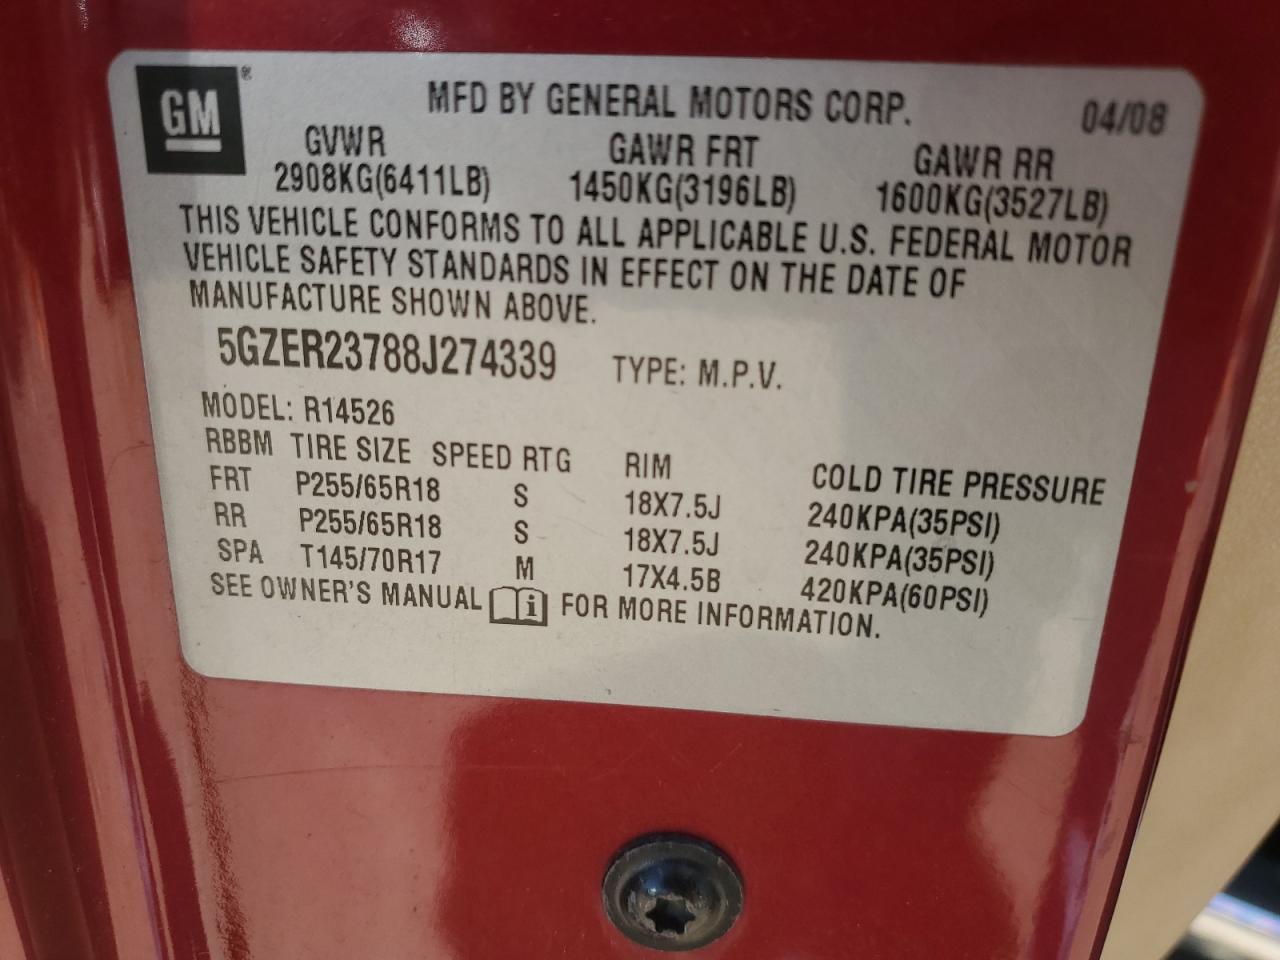 GM ®
MFD BY GENERAL MOTORS CORP. 04/08
GVWR GAWR FRT GAWR RR
2908KG(6411LB) 1450KG(3196LB) 1600KG(3527LB)
THIS VEHICLE CONFORMS TO ALL APPLICABLE U.S. FEDERAL MOTOR
VEHICLE SAFETY STANDARDS IN EFFECT ON THE DATE OF
MANUFACTURE SHOWN ABOVE.
5GZER23788J274339 TYPE: M.P.V.
MODEL: R14526
RBBM TIRE SIZE SPEED RTG RIM COLD TIRE PRESSURE
FRT P255/65R18 S 18X7.5J 240KPA(35PSI)
RR P255/65R18 S 18X7.5J 240KPA(35PSI)
SPA T145/70R17 M 17X4.5B 420KPA(60PSI)
SEE OWNER'S MANUAL i FOR MORE INFORMATION.